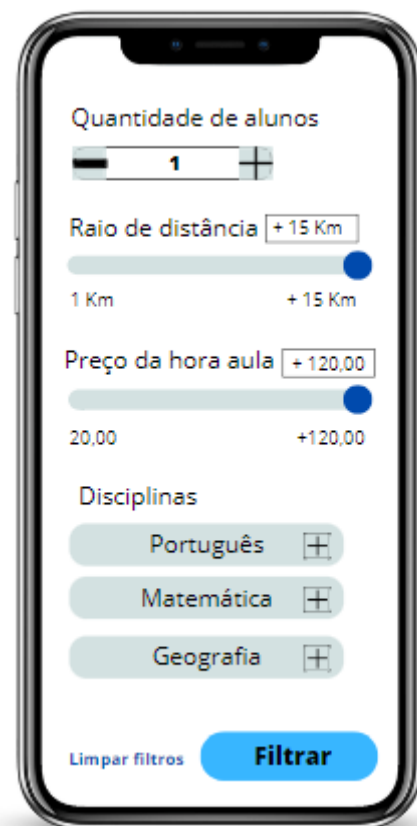 Quantidade de alunos
1
Raio de distância + 15 Km
1 Km + 15 Km
Preço da hora aula + 120,00
20,00 +120,00
Disciplinas
Português +
Matemática +
Geografia +
Limpar filtros Filtrar